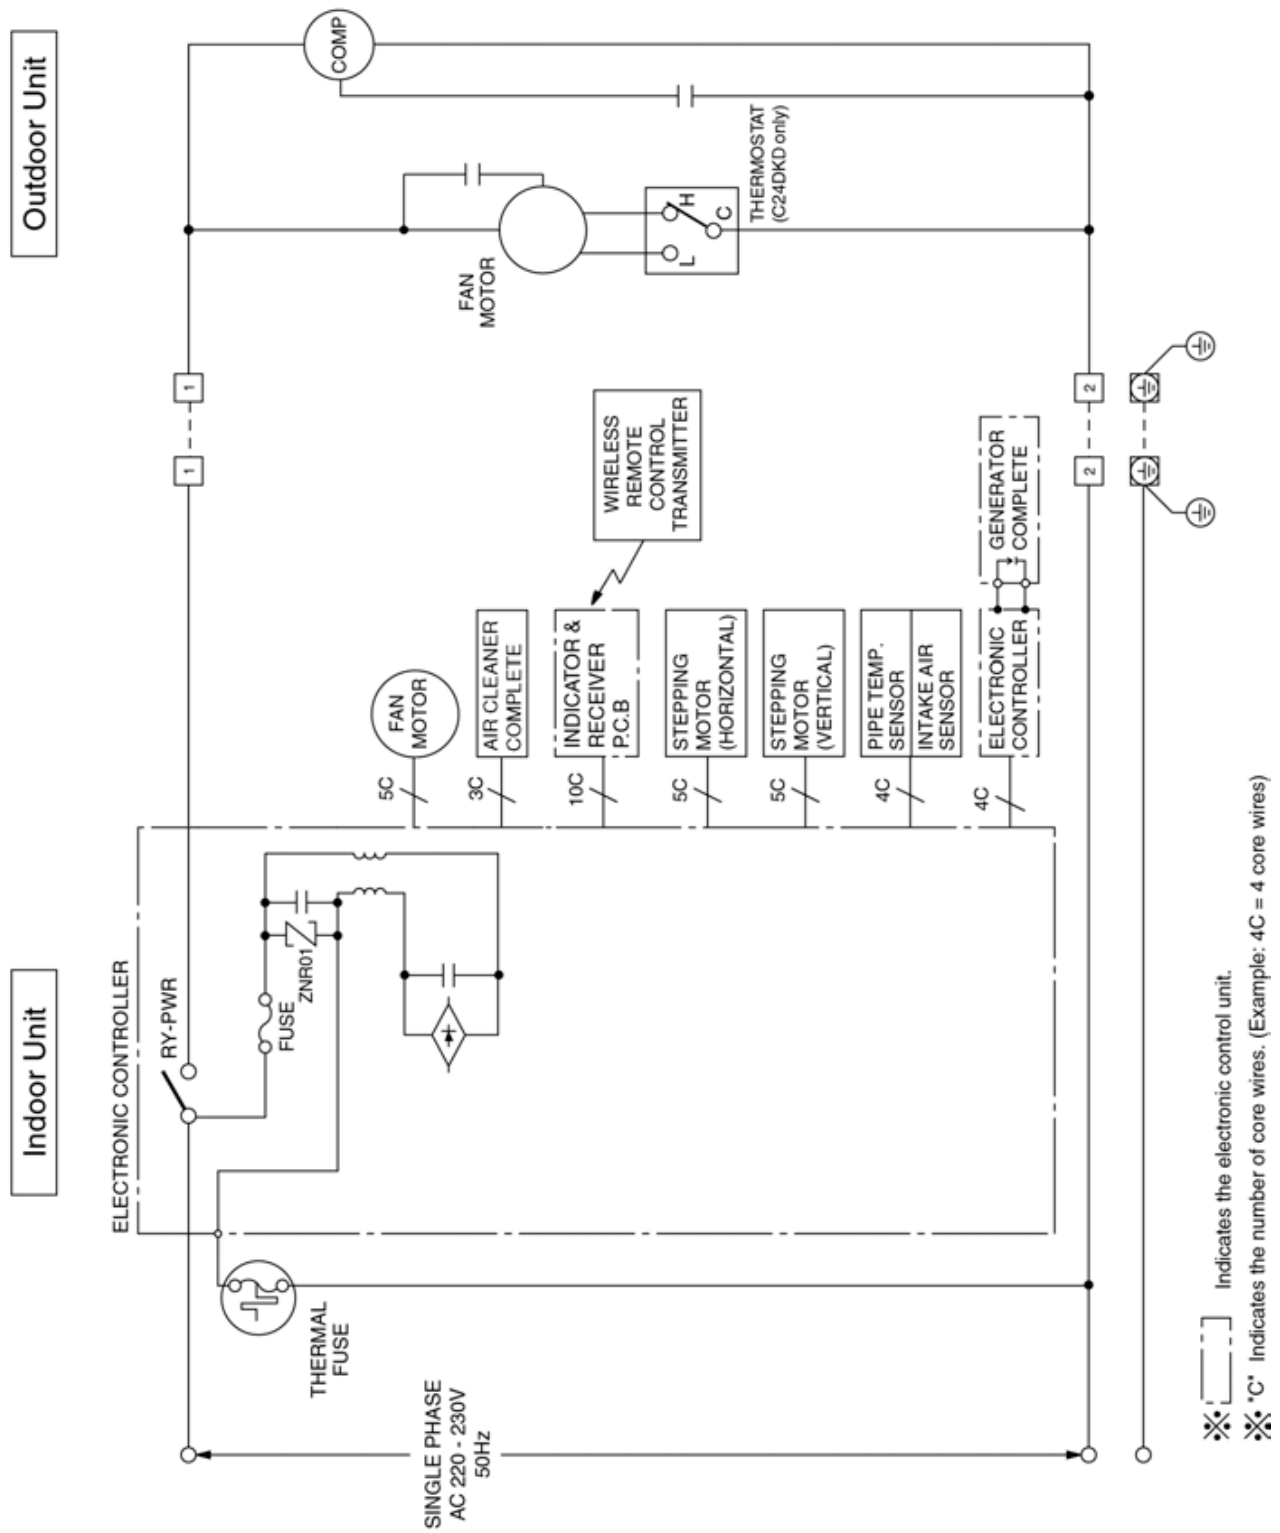 Indoor Unit
Outdoor Unit
ELECTRONIC CONTROLLER
RY-PWR
FUSE
ZNR01
THERMAL
FUSE
SINGLE PHASE
AC 220 - 230V
50Hz
5C
FAN
MOTOR
3C
AIR CLEANER
COMPLETE
10C
INDICATOR &
RECEIVER
P.C.B
WIRELESS
REMOTE
CONTROL
TRANSMITTER
5C
STEPPING
MOTOR
(HORIZONTAL)
5C
STEPPING
MOTOR
(VERTICAL)
4C
PIPE TEMP.
SENSOR
INTAKE AIR
SENSOR
4C
ELECTRONIC
CONTROLLER
GENERATOR
COMPLETE
1
1
2
2
COMP
FAN
MOTOR
L
H
C
THERMOSTAT
(C24DKD only)
※ Indicates the electronic control unit.
※ "C" Indicates the number of core wires. (Example: 4C = 4 core wires)